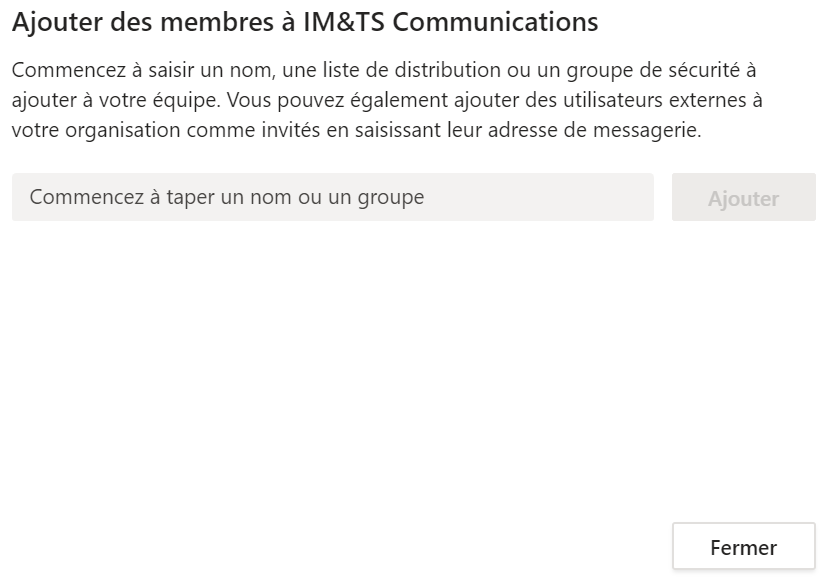 Ajouter des membres à IM&TS Communications
Commencez à saisir un nom, une liste de distribution ou un groupe de sécurité à
ajouter à votre équipe. Vous pouvez également ajouter des utilisateurs externes à
votre organisation comme invités en saisissant leur adresse de messagerie.
Commencez à taper un nom ou un groupe
Ajouter
Fermer